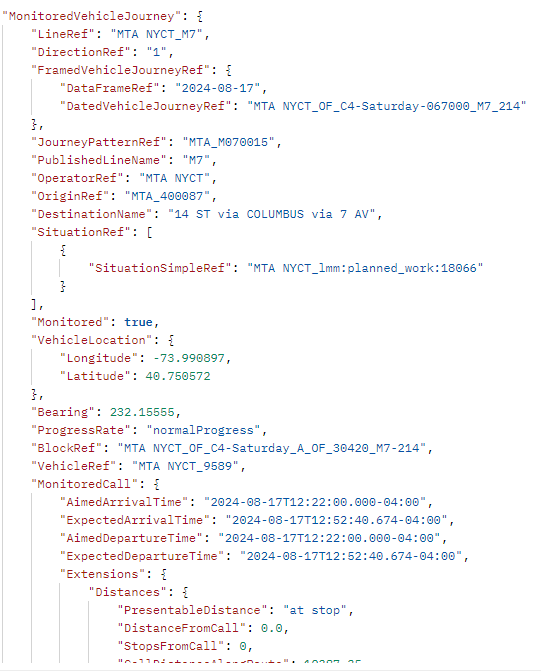 "MonitoredVehicleJourney": {
"LineRef": "MTA NYCT_M7",
"DirectionRef": "1",
"FramedVehicleJourneyRef": {
"DataFrameRef": "2024-08-17",
"DatedVehicleJourneyRef": "MTA NYCT_OF_C4-Saturday-067000_M7_214"
},
"JourneyPatternRef": "MTA_M070015",
"PublishedLineName": "M7",
"OperatorRef": "MTA NYCT",
"OriginRef": "MTA_400087",
"DestinationName": "14 ST via COLUMBUS via 7 AV",
"SituationRef": [
{
"SituationSimpleRef": "MTA NYCT_lmm:planned_work:18066"
}
],
"Monitored": true,
"VehicleLocation": {
"Longitude": -73.990897,
"Latitude": 40.750572
},
"Bearing": 232.15555,
"ProgressRate": "normalProgress",
"BlockRef": "MTA NYCT_OF_C4-Saturday_A_OF_30420_M7-214",
"VehicleRef": "MTA NYCT_9589",
"MonitoredCall": {
"AimedArrivalTime": "2024-08-17T12:22:00.000-04:00",
"ExpectedArrivalTime": "2024-08-17T12:52:40.674-04:00",
"AimedDepartureTime": "2024-08-17T12:22:00.000-04:00",
"ExpectedDepartureTime": "2024-08-17T12:52:40.674-04:00",
"Extensions": {
"Distances": {
"PresentableDistance": "at stop",
"DistanceFromCall": 0.0,
"StopsFromCall": 0,
"CallDistanceAlongRoute":